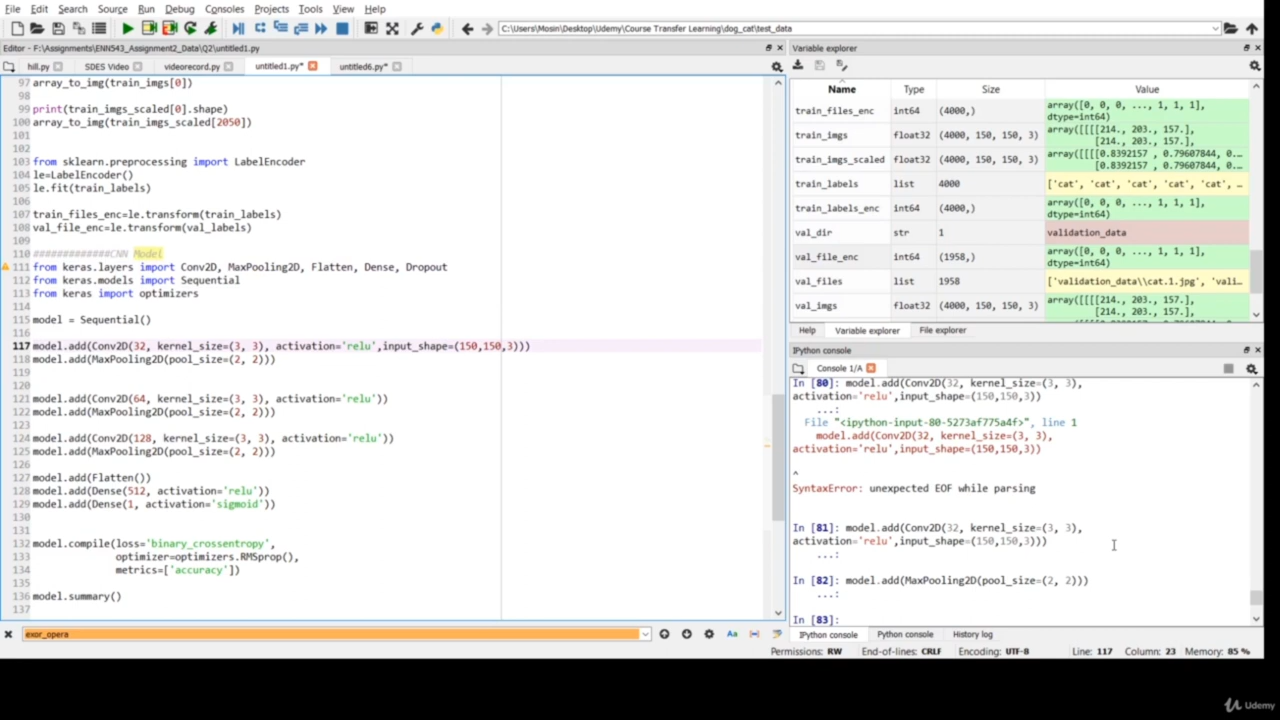 File Edit Search Source Run Debug Consoles Projects Tools View Help
C:\Users\Mosin\Desktop\Udemy\Course Transfer Learning\dog_cat\test_data
Editor - F:\Assignments\ENN543_Assignment2_Data\Q2\untitled1.py
hill.py SDES Video videorecord.py untitled1.py* untitled6.py*
97 array_to_img(train_imgs[0])
98
99 print(train_imgs_scaled[0].shape)
100 array_to_img(train_imgs_scaled[2050])
101
102
103 from sklearn.preprocessing import LabelEncoder
104 le=LabelEncoder()
105 le.fit(train_labels)
106
107 train_files_enc=le.transform(train_labels)
108 val_file_enc=le.transform(val_labels)
109
110 #############CNN Model
111 from keras.layers import Conv2D, MaxPooling2D, Flatten, Dense, Dropout
112 from keras.models import Sequential
113 from keras import optimizers
114
115 model = Sequential()
116
117 model.add(Conv2D(32, kernel_size=(3, 3), activation='relu',input_shape=(150,150,3)))
118 model.add(MaxPooling2D(pool_size=(2, 2)))
119
120
121 model.add(Conv2D(64, kernel_size=(3, 3), activation='relu'))
122 model.add(MaxPooling2D(pool_size=(2, 2)))
123
124 model.add(Conv2D(128, kernel_size=(3, 3), activation='relu'))
125 model.add(MaxPooling2D(pool_size=(2, 2)))
126
127 model.add(Flatten())
128 model.add(Dense(512, activation='relu'))
129 model.add(Dense(1, activation='sigmoid'))
130
131
132 model.compile(loss='binary_crossentropy',
133 optimizer=optimizers.RMSprop(),
134 metrics=['accuracy'])
135
136 model.summary()
137
exor_opera
Aa
Variable explorer
Name Type Size Value
train_files_enc int64 (4000,) array([0, 0, 0, ..., 1, 1, 1],
dtype=int64)
train_imgs float32 (4000, 150, 150, 3) array([[[[214., 203., 157.],
[214., 203., 157.],
train_imgs_scaled float32 (4000, 150, 150, 3) array([[[[0.8392157 , 0.79607844, 0.…
[0.8392157 , 0.79607844, 0.…
train_labels list 4000 ['cat', 'cat', 'cat', 'cat', 'cat', …
train_labels_enc int64 (4000,) array([0, 0, 0, ..., 1, 1, 1],
dtype=int64)
val_dir str 1 validation_data
val_file_enc int64 (1958,) array([0, 0, 0, ..., 1, 1, 1],
dtype=int64)
val_files list 1958 ['validation_data\\cat.1.jpg', 'vali…
val_imgs float32 (4000, 150, 150, 3) array([[[[214., 203., 157.],
[214., 203., 157.],
Help Variable explorer File explorer
IPython console
Console 1/A
In [80]: model.add(Conv2D(32, kernel_size=(3, 3),
activation='relu',input_shape=(150,150,3))
...:
File "<ipython-input-80-5273af775a4f>", line 1
model.add(Conv2D(32, kernel_size=(3, 3),
activation='relu',input_shape=(150,150,3))
^
SyntaxError: unexpected EOF while parsing
In [81]: model.add(Conv2D(32, kernel_size=(3, 3),
activation='relu',input_shape=(150,150,3)))
...:
In [82]: model.add(MaxPooling2D(pool_size=(2, 2)))
...:
In [83]:
IPython console Python console History log
Permissions: RW End-of-lines: CRLF Encoding: UTF-8 Line: 117 Column: 23 Memory: 85 %
Udemy